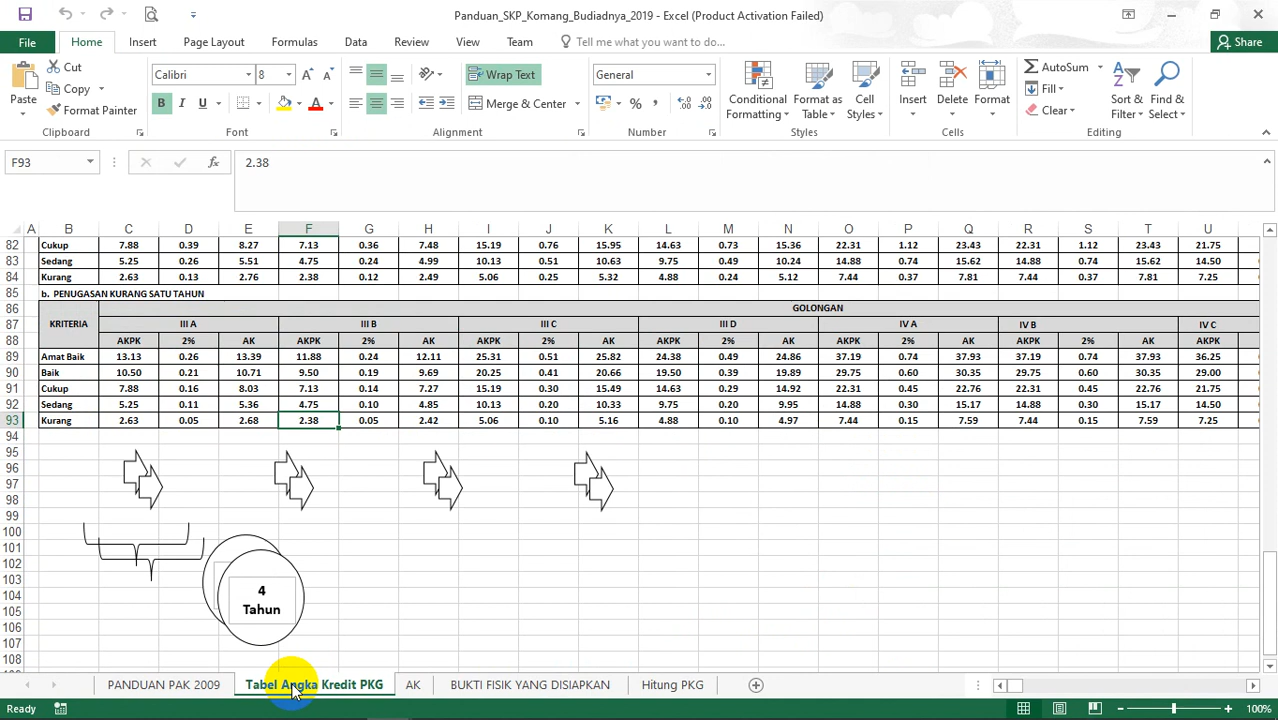 Panduan_SKP_Komang_Budiadnya_2019 - Excel (Product Activation Failed)
File Home Insert Page Layout Formulas Data Review View Team Tell me what you want to do... Share
Paste Cut Copy Format Painter Clipboard
Calibri 8 A A B I U A Font
Wrap Text Merge & Center Alignment
General % , Number
Conditional Formatting Format as Table Cell Styles Styles
Insert Delete Format Cells
AutoSum Fill Clear Sort & Filter Find & Select Editing
F93 fx 2.38
A B C D E F G H I J K L M N O P Q R S T U
82 Cukup 7.88 0.39 8.27 7.13 0.36 7.48 15.19 0.76 15.95 14.63 0.73 15.36 22.31 1.12 23.43 22.31 1.12 23.43 21.75
83 Sedang 5.25 0.26 5.51 4.75 0.24 4.99 10.13 0.51 10.63 9.75 0.49 10.24 14.88 0.74 15.62 14.88 0.74 15.62 14.50
84 Kurang 2.63 0.13 2.76 2.38 0.12 2.49 5.06 0.25 5.32 4.88 0.24 5.12 7.44 0.37 7.81 7.44 0.37 7.81 7.25
85 b. PENUGASAN KURANG SATU TAHUN
86 GOLONGAN
87 KRITERIA III A III B III C III D IV A IV B IV C
88 AKPK 2% AK AKPK 2% AK AKPK 2% AK AKPK 2% AK AKPK 2% AK AKPK 2% AK AKPK
89 Amat Baik 13.13 0.26 13.39 11.88 0.24 12.11 25.31 0.51 25.82 24.38 0.49 24.86 37.19 0.74 37.93 37.19 0.74 37.93 36.25
90 Baik 10.50 0.21 10.71 9.50 0.19 9.69 20.25 0.41 20.66 19.50 0.39 19.89 29.75 0.60 30.35 29.75 0.60 30.35 29.00
91 Cukup 7.88 0.16 8.03 7.13 0.14 7.27 15.19 0.30 15.49 14.63 0.29 14.92 22.31 0.45 22.76 22.31 0.45 22.76 21.75
92 Sedang 5.25 0.11 5.36 4.75 0.10 4.85 10.13 0.20 10.33 9.75 0.20 9.95 14.88 0.30 15.17 14.88 0.30 15.17 14.50
93 Kurang 2.63 0.05 2.68 2.38 0.05 2.42 5.06 0.10 5.16 4.88 0.10 4.97 7.44 0.15 7.59 7.44 0.15 7.59 7.25
94
95
96
97
98
99
100
101
102
103
104 4
105 Tahun
106
107
108
PANDUAN PAK 2009 Tabel Angka Kredit PKG AK BUKTI FISIK YANG DISIAPKAN Hitung PKG
Ready 100%